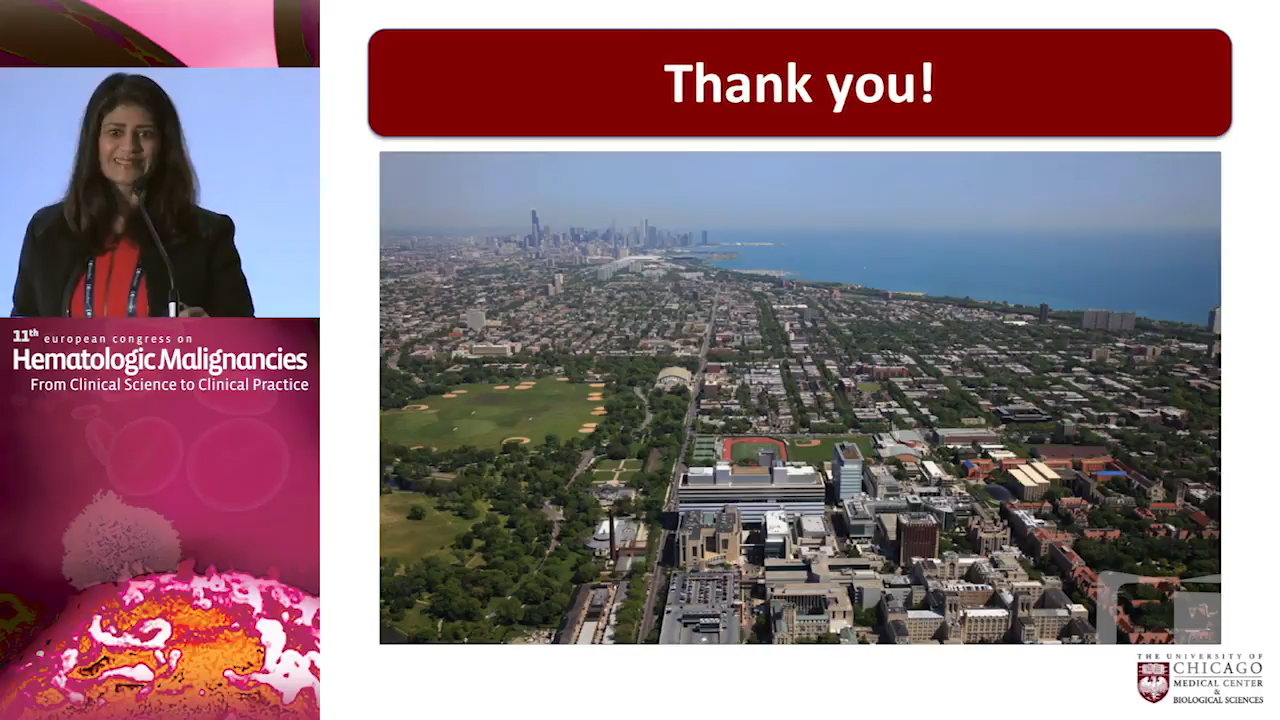 Thank you!
11th european congress on
Hematologic Malignancies
From Clinical Science to Clinical Practice
THE UNIVERSITY OF
CHICAGO
MEDICAL CENTER
&
BIOLOGICAL SCIENCES